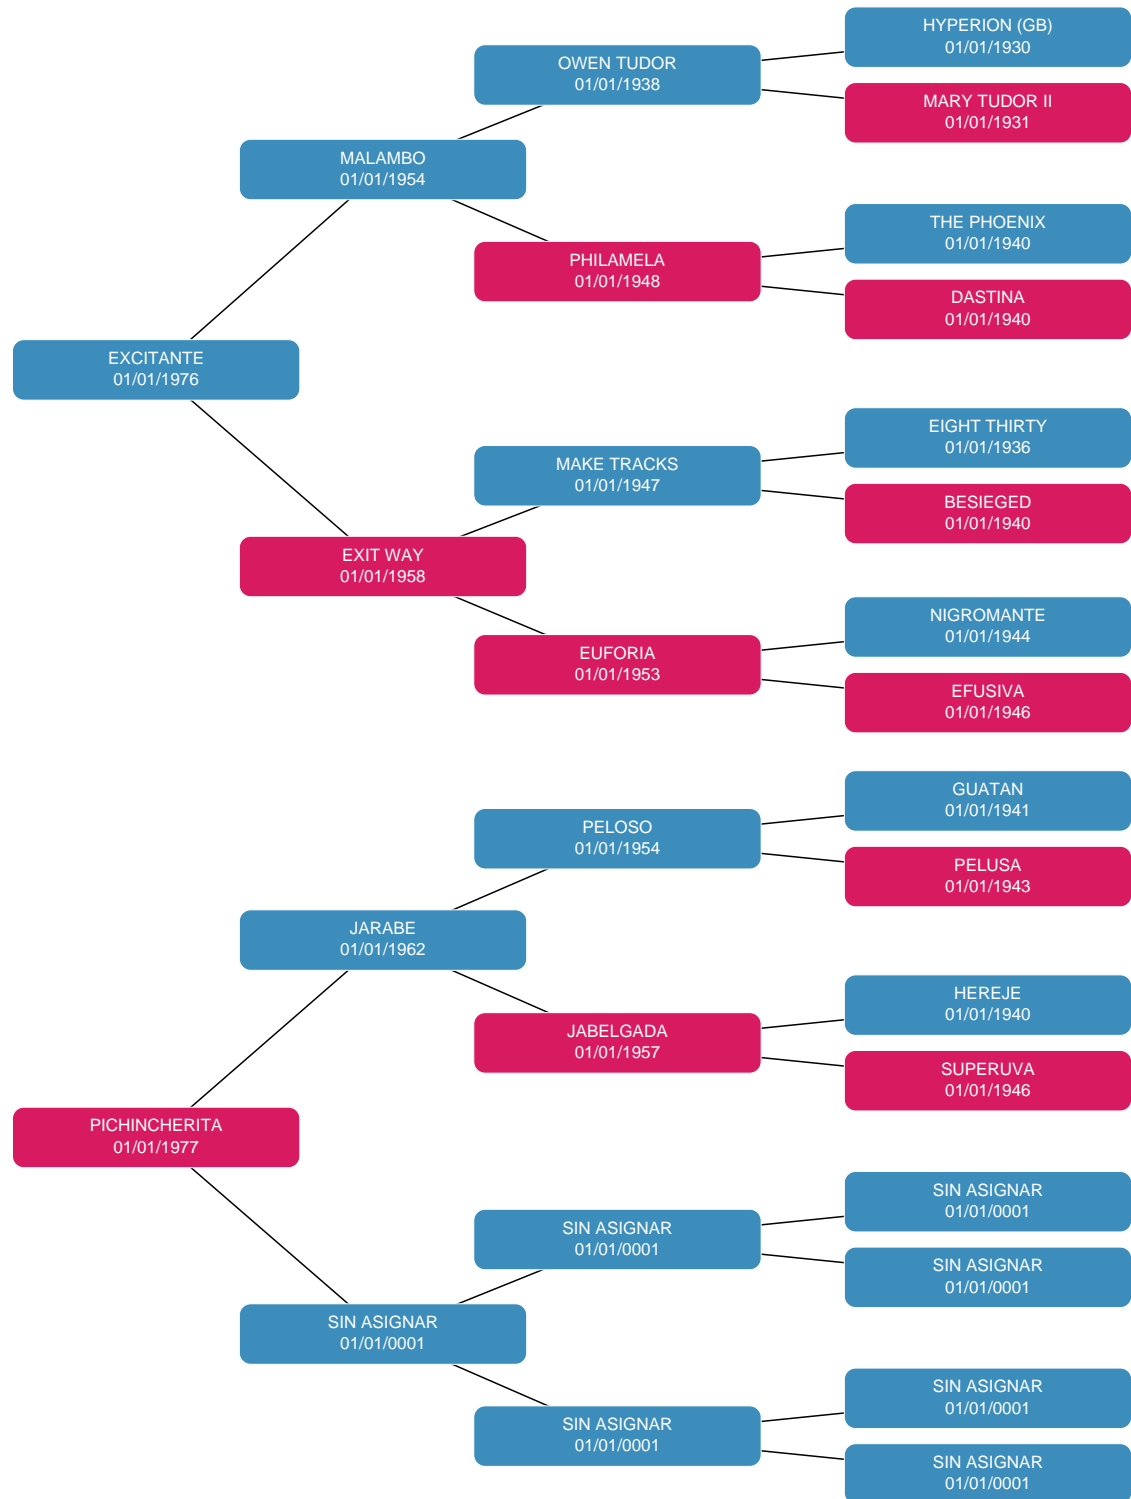 HYPERION (GB)
01/01/1930
OWEN TUDOR
01/01/1938
MARY TUDOR II
01/01/1931
MALAMBO
01/01/1954
THE PHOENIX
01/01/1940
PHILAMELA
01/01/1948
DASTINA
01/01/1940
EXCITANTE
01/01/1976
EIGHT THIRTY
01/01/1936
MAKE TRACKS
01/01/1947
BESIEGED
01/01/1940
EXIT WAY
01/01/1958
NIGROMANTE
01/01/1944
EUFORIA
01/01/1953
EFUSIVA
01/01/1946
GUATAN
01/01/1941
PELOSO
01/01/1954
PELUSA
01/01/1943
JARABE
01/01/1962
HEREJE
01/01/1940
JABELGADA
01/01/1957
SUPERUVA
01/01/1946
PICHINCHERITA
01/01/1977
SIN ASIGNAR
01/01/0001
SIN ASIGNAR
01/01/0001
SIN ASIGNAR
01/01/0001
SIN ASIGNAR
01/01/0001
SIN ASIGNAR
01/01/0001
SIN ASIGNAR
01/01/0001
SIN ASIGNAR
01/01/0001